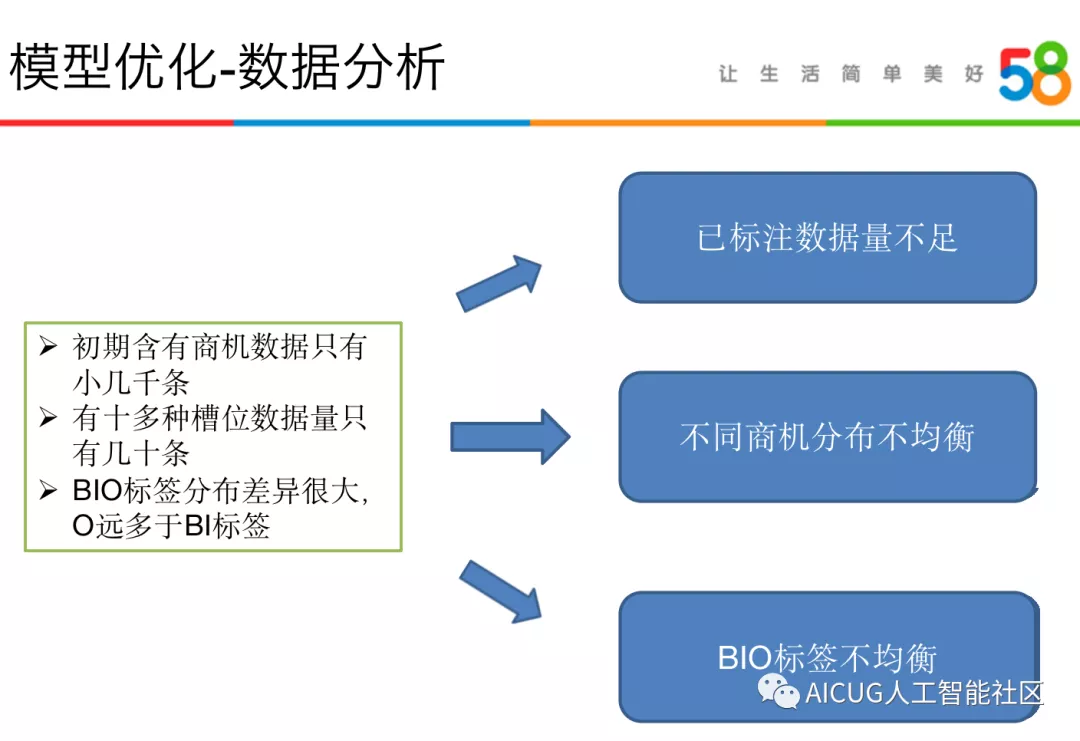 模型优化-数据分析
让生活简单美好
58
已标注数据量不足
➢ 初期含有商机数据只有
小几千条
➢ 有十多种槽位数据量只
有几十条
➢ BIO标签分布差异很大,
O远多于BI标签
不同商机分布不均衡
BIO标签不均衡
AICUG人工智能社区